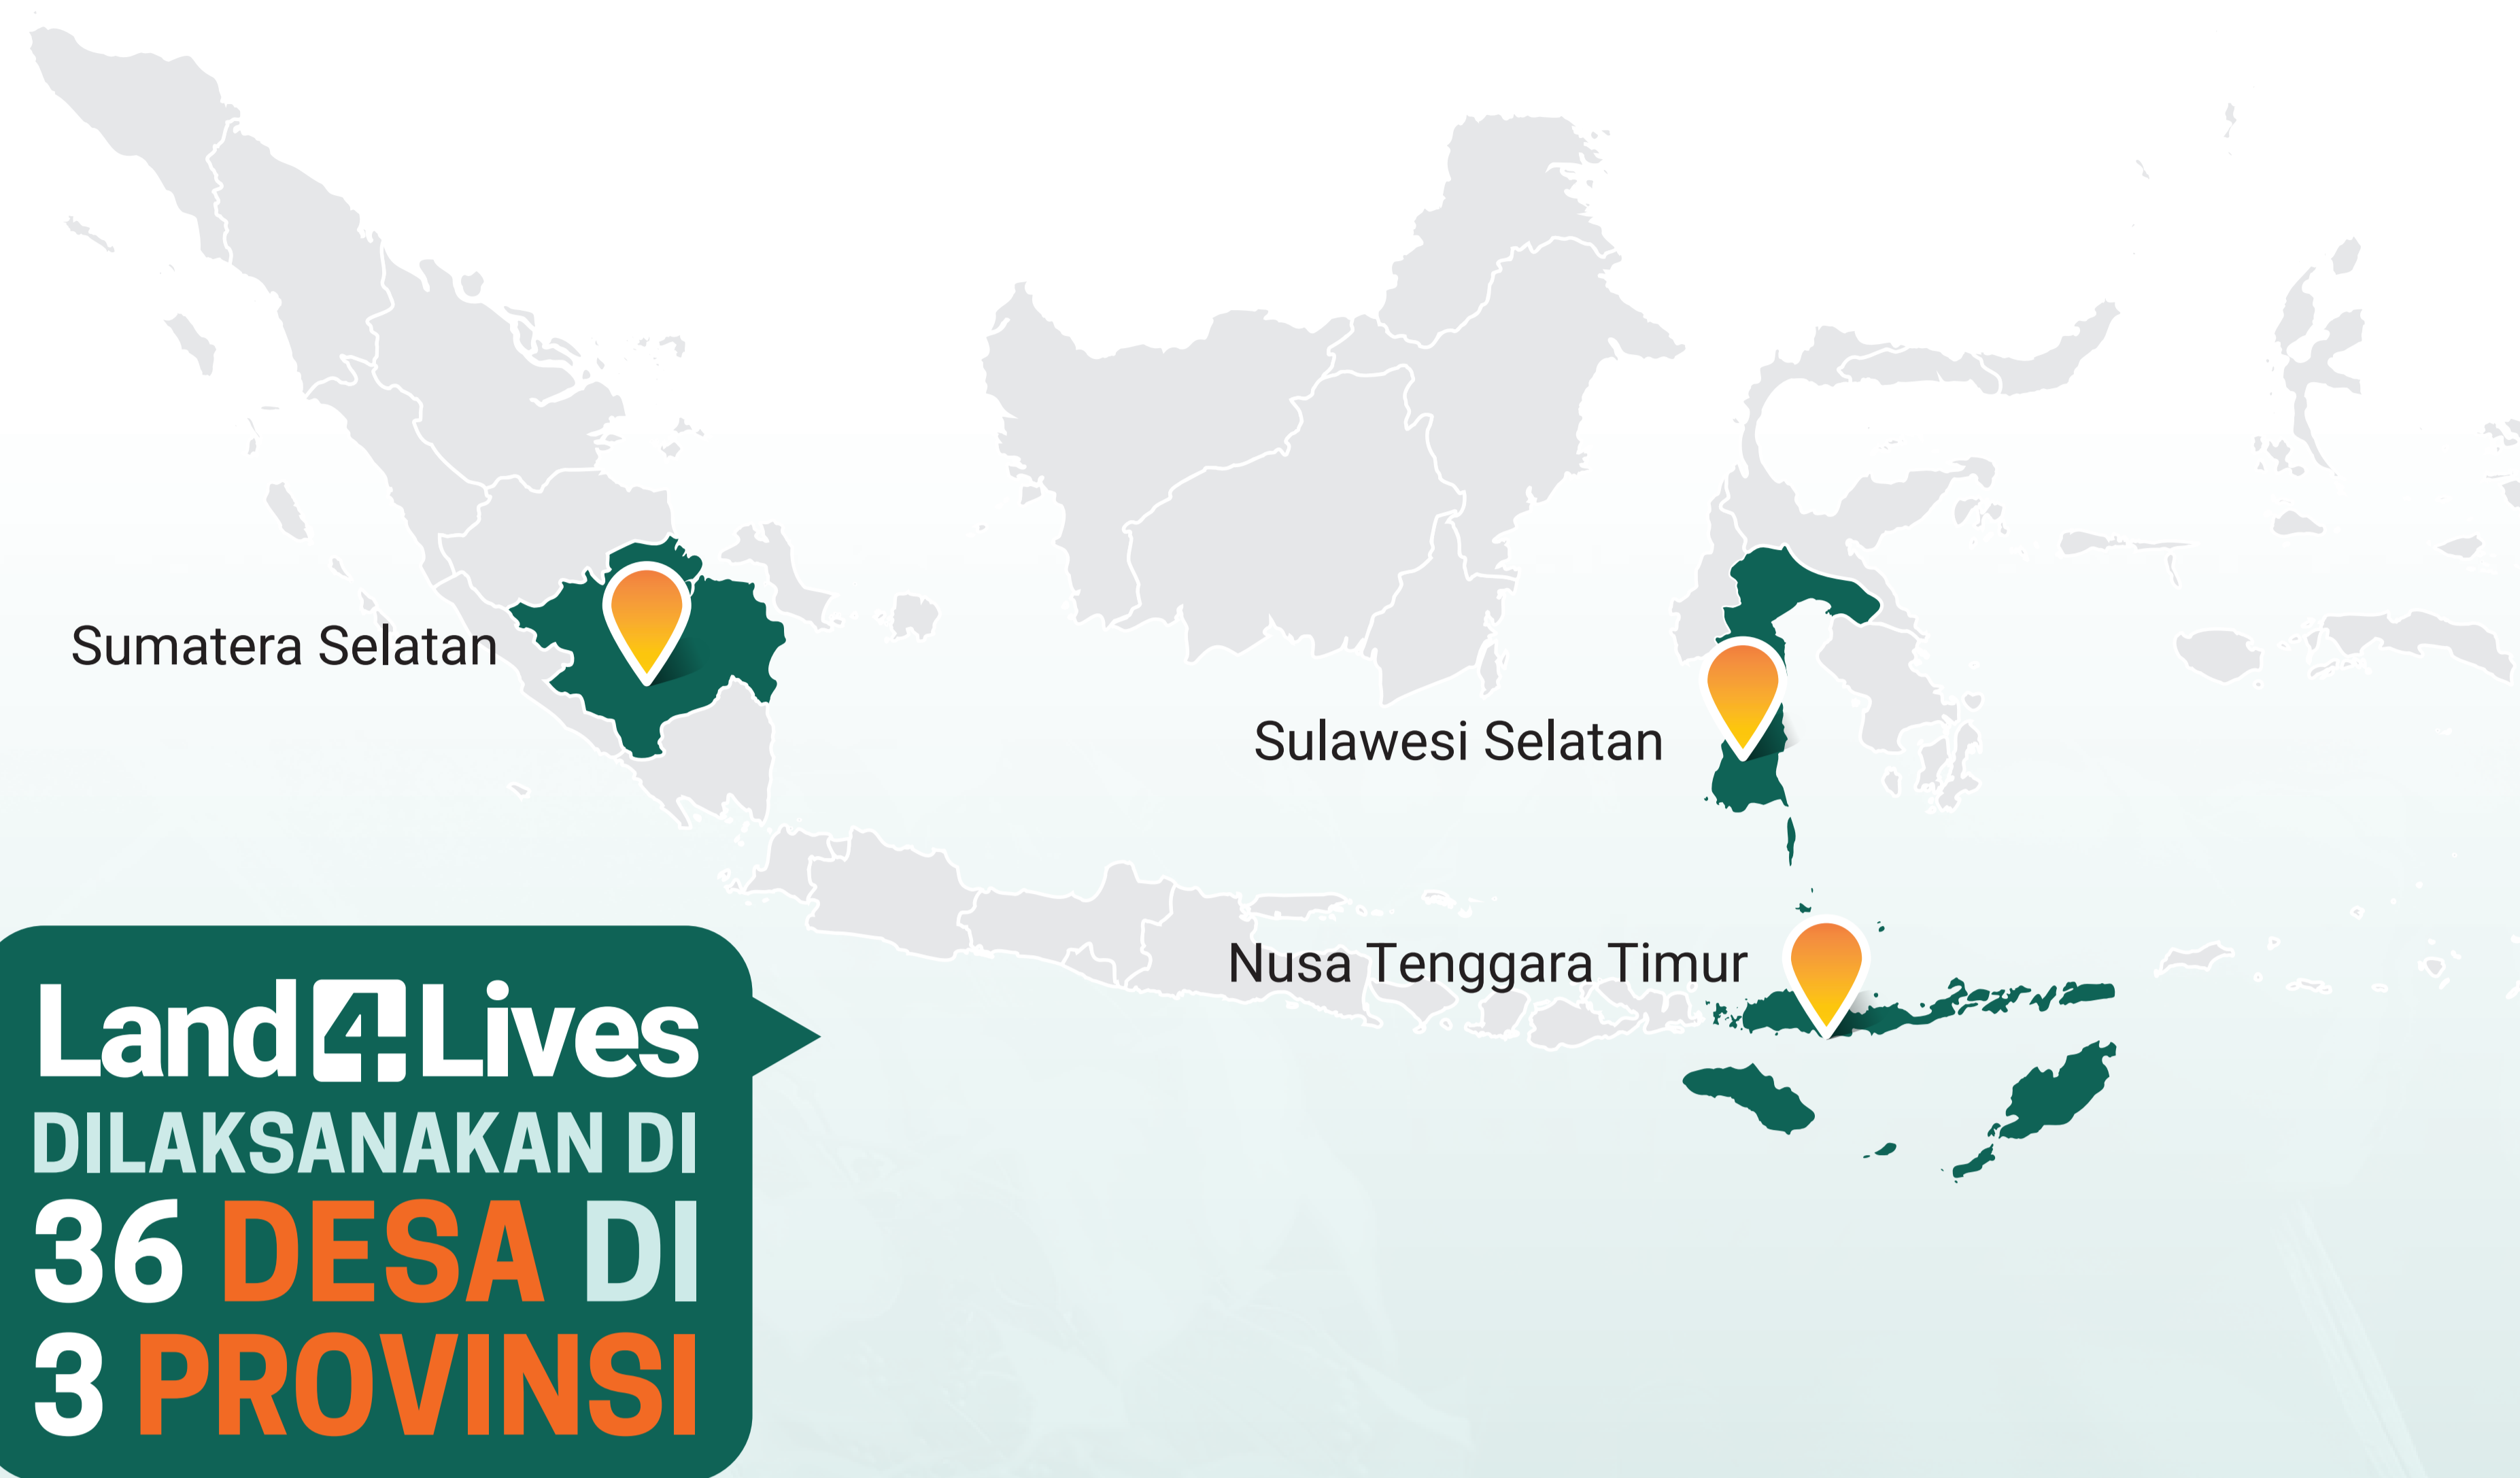 Sumatera Selatan
Sulawesi Selatan
Nusa Tenggara Timur
Land4Lives
DILAKSANAKAN DI
36 DESA DI
3 PROVINSI